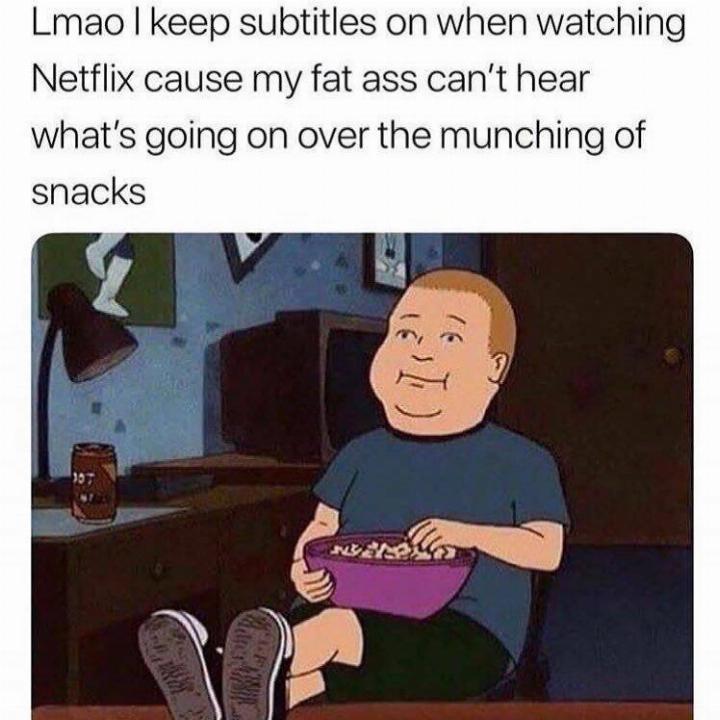 Lmao I keep subtitles on when watching
Netflix cause my fat ass can't hear
what's going on over the munching of
snacks